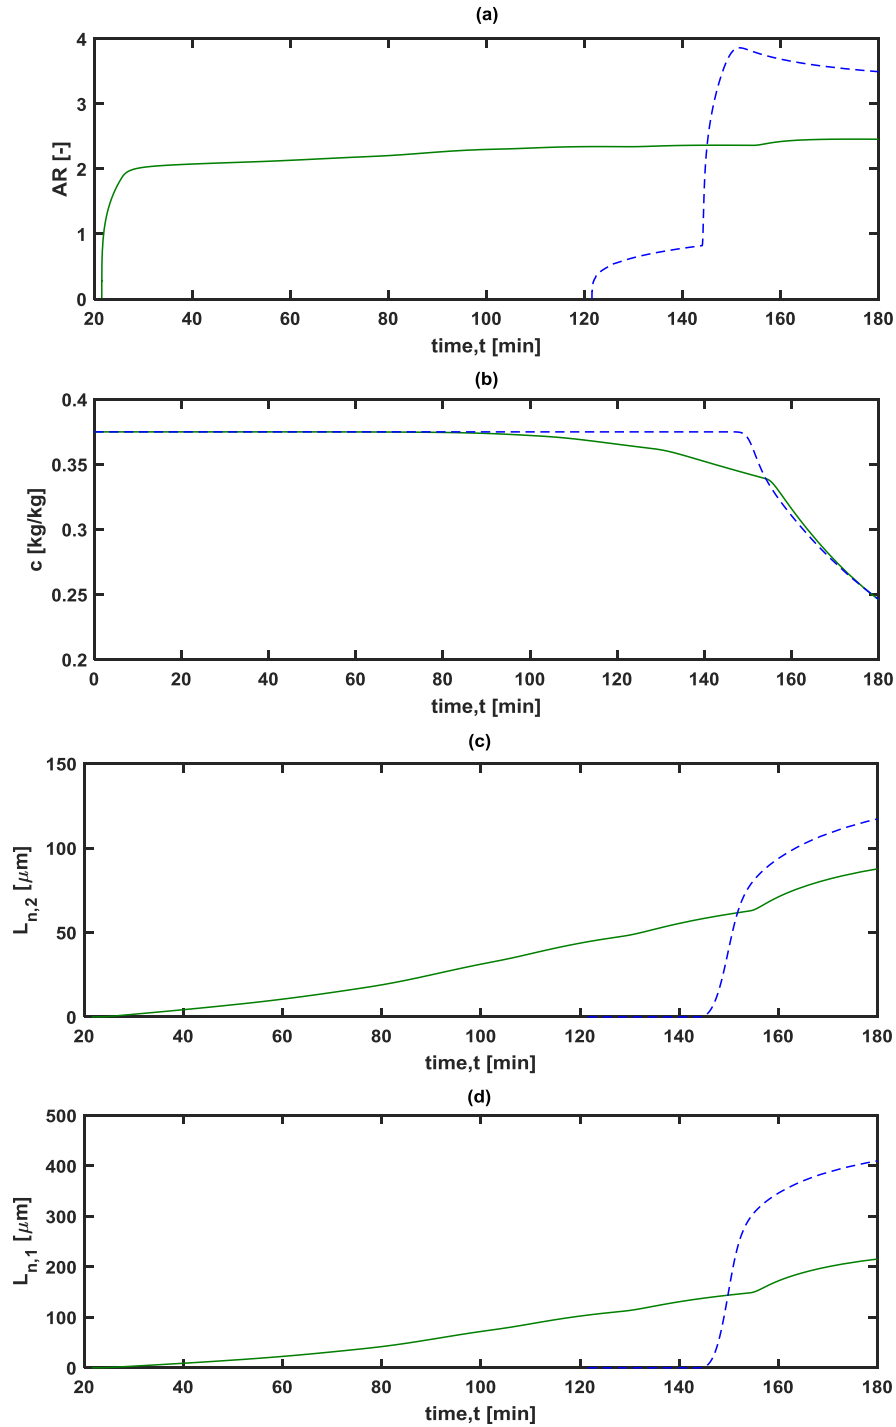 (a)
4
3
2
1
0
AR [-]
20 40 60 80 100 120 140 160 180
time,t [min]
(b)
0.4
0.35
0.3
0.25
0.2
c [kg/kg]
0 20 40 60 80 100 120 140 160 180
time,t [min]
(c)
150
100
50
0
L_{n,2} [μm]
20 40 60 80 100 120 140 160 180
time,t [min]
(d)
500
400
300
200
100
0
L_{n,1} [μm]
20 40 60 80 100 120 140 160 180
time,t [min]